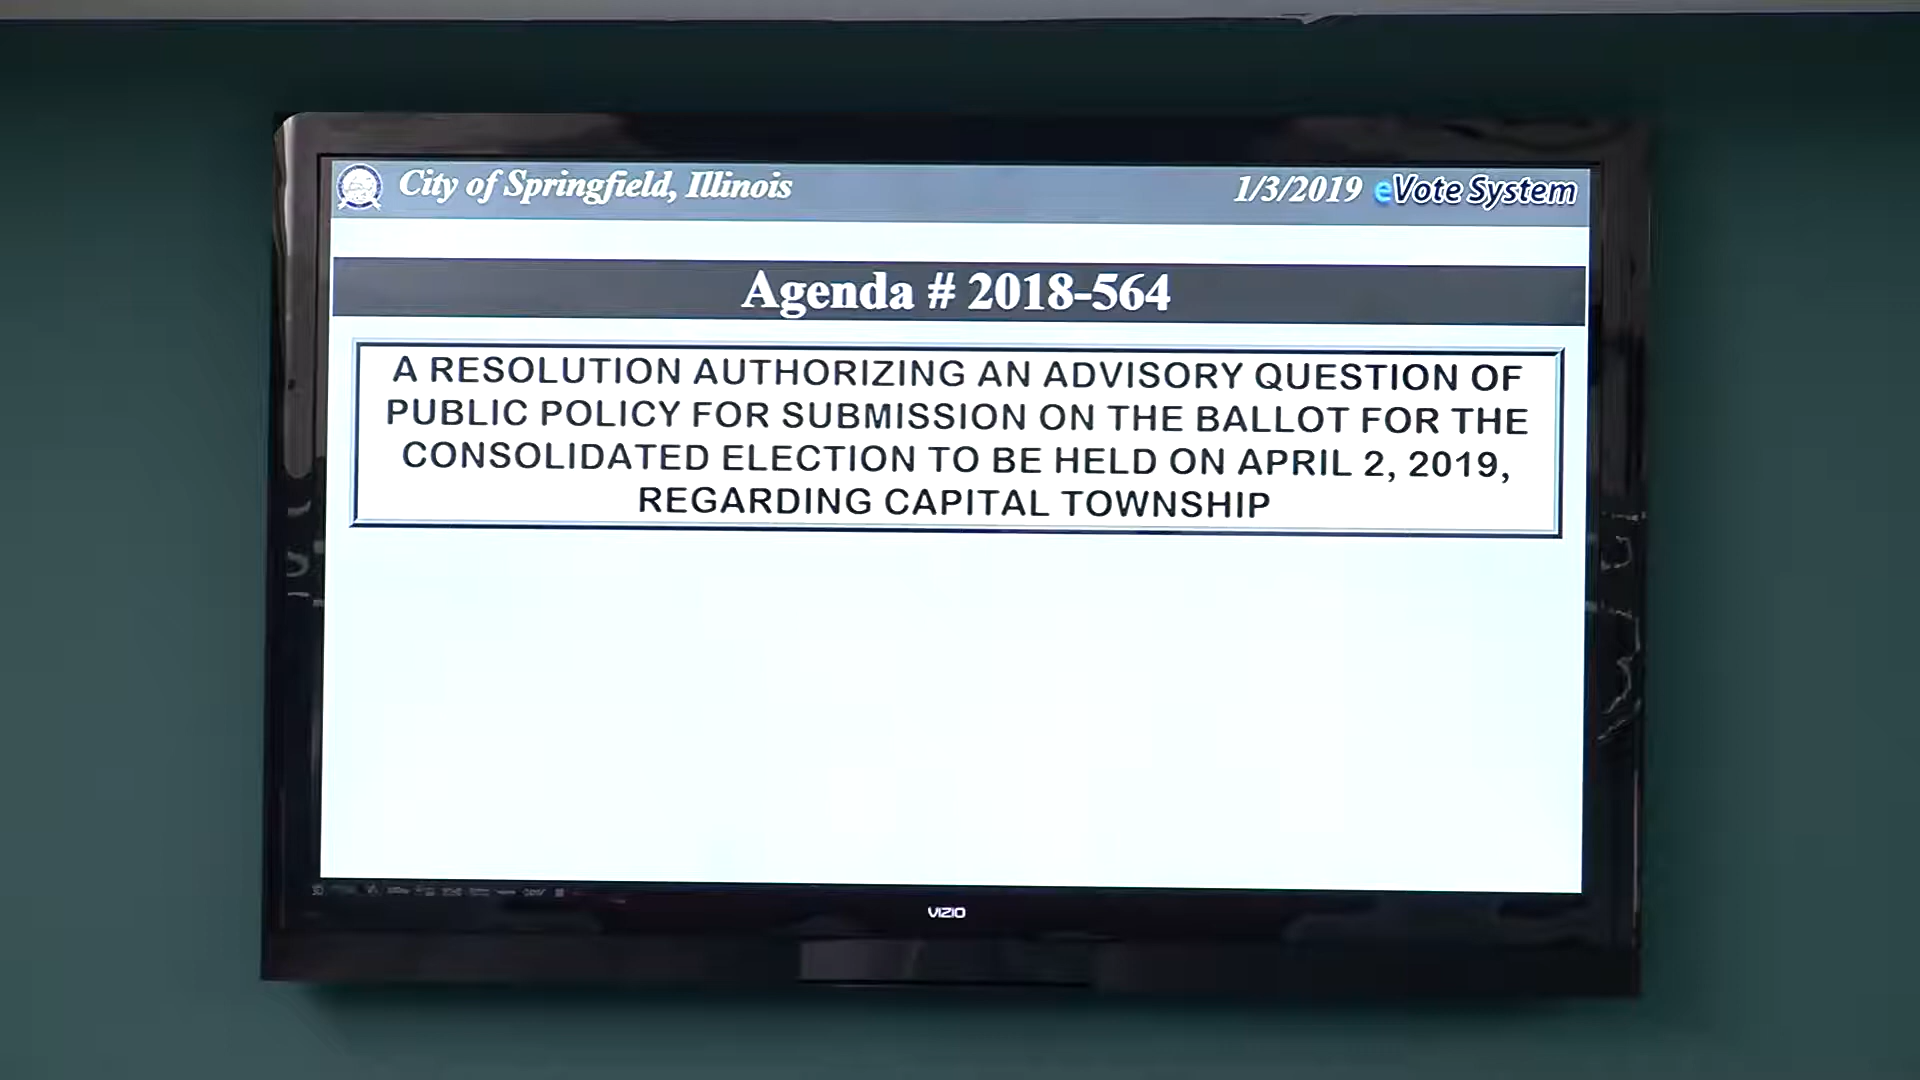 City of Springfield, Illinois
1/3/2019 eVote System
Agenda # 2018-564
A RESOLUTION AUTHORIZING AN ADVISORY QUESTION OF
PUBLIC POLICY FOR SUBMISSION ON THE BALLOT FOR THE
CONSOLIDATED ELECTION TO BE HELD ON APRIL 2, 2019,
REGARDING CAPITAL TOWNSHIP
VIZIO